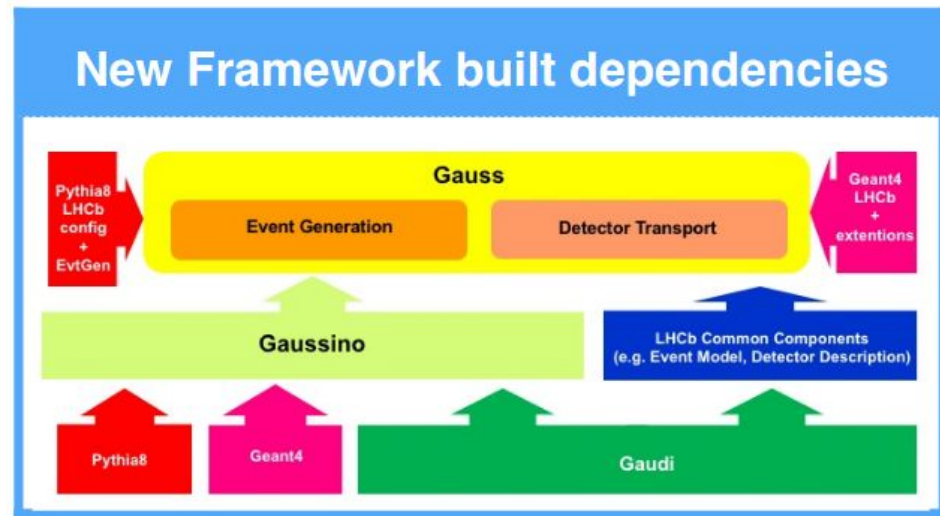 New Framework built dependencies
Pythia8
LHCb
config
+
EvtGen
Gauss
Event Generation
Detector Transport
Geant4
LHCb
+
extentions
Gaussino
LHCb Common Components
(e.g. Event Model, Detector Description)
Pythia8
Geant4
Gaudi